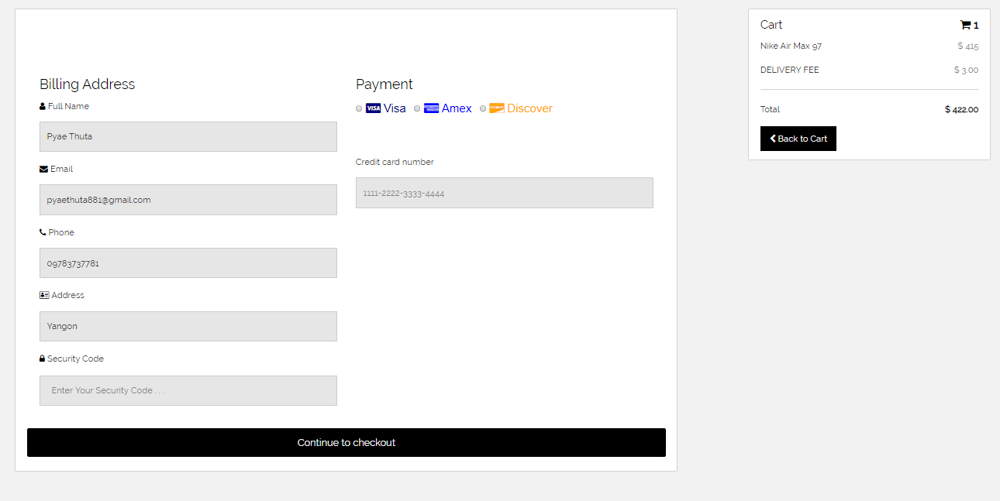 Billing Address
Full Name
Pyae Thuta
Email
pyaethuta881@gmail.com
Phone
09783737781
Address
Yangon
Security Code
Enter Your Security Code . . .
Payment
VISA Visa Amex DISCOVER Discover
Credit card number
1111-2222-3333-4444
Continue to checkout
Cart 1
Nike Air Max 97 $ 415
DELIVERY FEE $ 3.00
Total $ 422.00
Back to Cart